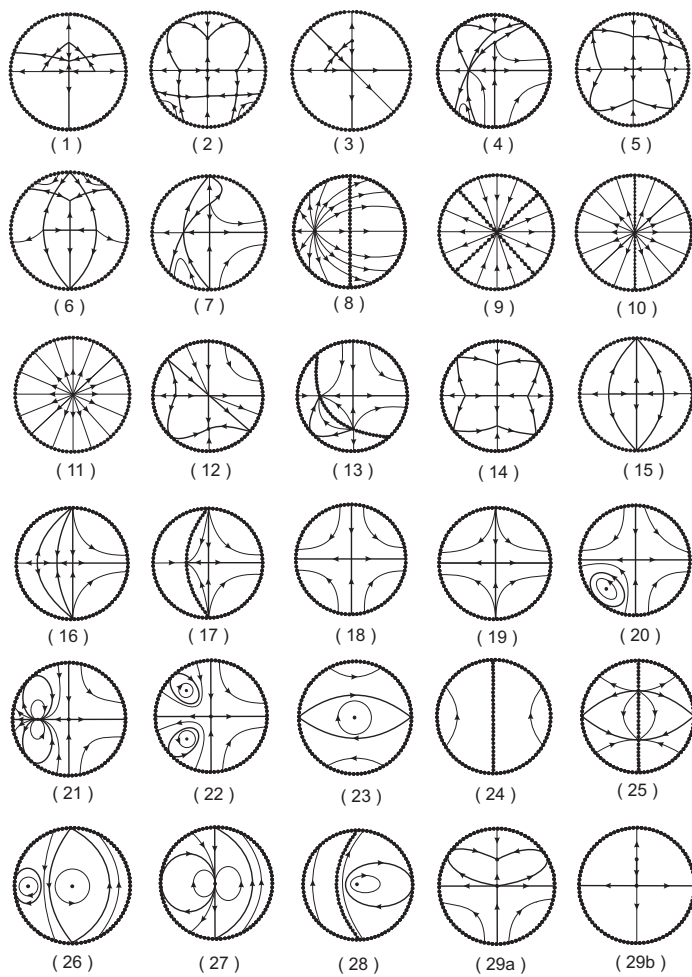 ( 1 ) ( 2 ) ( 3 ) ( 4 ) ( 5 )
( 6 ) ( 7 ) ( 8 ) ( 9 ) ( 10 )
( 11 ) ( 12 ) ( 13 ) ( 14 ) ( 15 )
( 16 ) ( 17 ) ( 18 ) ( 19 ) ( 20 )
( 21 ) ( 22 ) ( 23 ) ( 24 ) ( 25 )
( 26 ) ( 27 ) ( 28 ) ( 29a ) ( 29b )